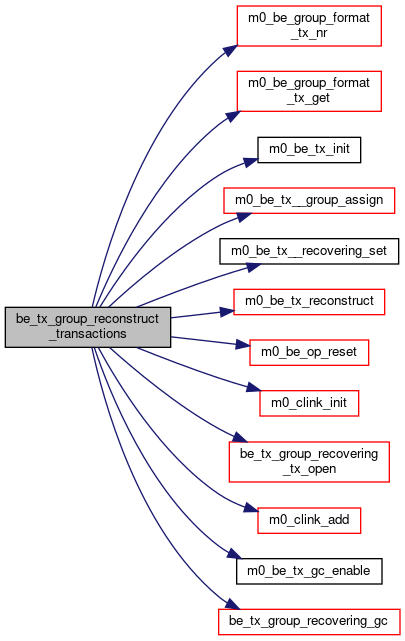 m0_be_group_format
_tx_nr
m0_be_group_format
_tx_get
m0_be_tx_init
m0_be_tx__group_assign
m0_be_tx__recovering_set
be_tx_group_reconstruct
_transactions
m0_be_tx_reconstruct
m0_be_op_reset
m0_clink_init
be_tx_group_recovering
_tx_open
m0_clink_add
m0_be_tx_gc_enable
be_tx_group_recovering_gc